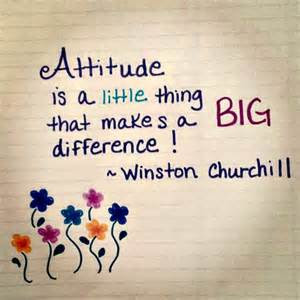 Attitude
is a little thing
that makes a BIG
difference!
~ Winston Churchill